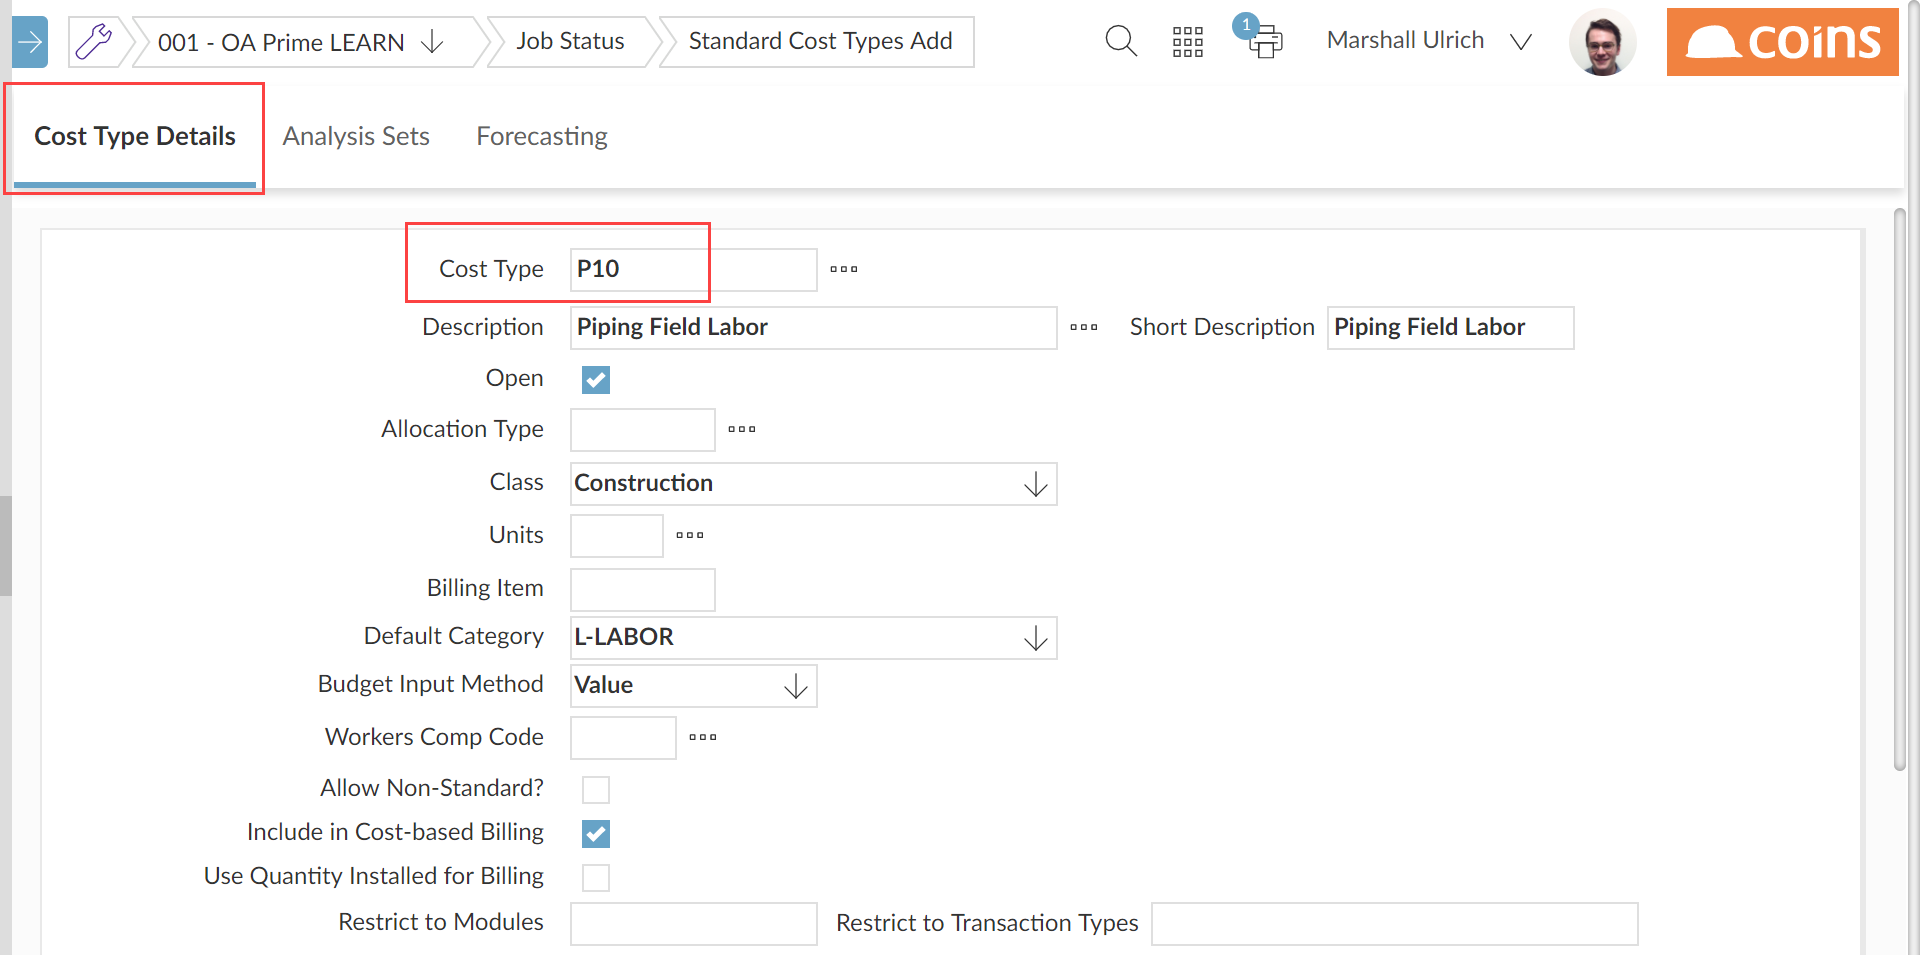 001 - OA Prime LEARN
Job Status
Standard Cost Types Add
1
Marshall Ulrich
coins
Cost Type Details
Analysis Sets
Forecasting
Cost Type P10
Description Piping Field Labor Short Description Piping Field Labor
Open
Allocation Type
Class Construction
Units
Billing Item
Default Category L-LABOR
Budget Input Method Value
Workers Comp Code
Allow Non-Standard?
Include in Cost-based Billing
Use Quantity Installed for Billing
Restrict to Modules Restrict to Transaction Types